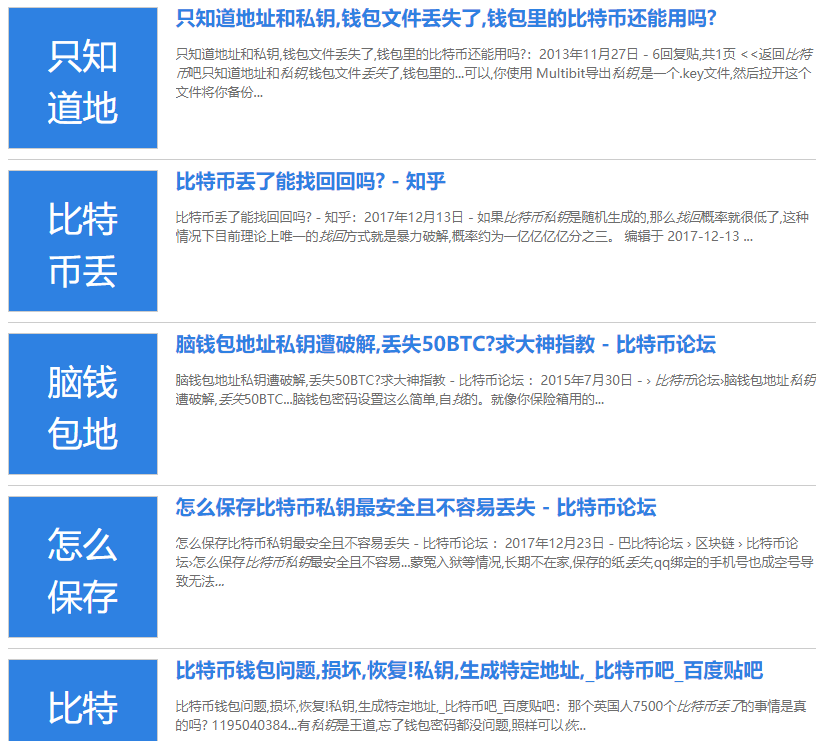 只知
道地
只知道地址和私钥,钱包文件丢失了,钱包里的比特币还能用吗?
只知道地址和私钥,钱包文件丢失了,钱包里的比特币还能用吗?：2013年11月27日 - 6回复贴,共1页 <<返回比特
币吧只知道地址和私钥,钱包文件丢失了,钱包里的...可以,你使用 Multibit导出私钥,是一个.key文件,然后拉开这个
文件将你备份...
比特
币丢
比特币丢了能找回回吗? - 知乎
比特币丢了能找回回吗? - 知乎：2017年12月13日 - 如果比特币私钥是随机生成的,那么找回概率就很低了,这种
情况下目前理论上唯一的找回方式就是暴力破解,概率约为一亿亿亿亿分之三。 编辑于 2017-12-13 ...
脑钱
包地
脑钱包地址私钥遭破解,丢失50BTC?求大神指教 - 比特币论坛
脑钱包地址私钥遭破解,丢失50BTC?求大神指教 - 比特币论坛 ：2015年7月30日 - › 比特币论坛›脑钱包地址私钥
遭破解,丢失50BTC...脑钱包密码设置这么简单,自找的。就像你保险箱用的...
怎么
保存
怎么保存比特币私钥最安全且不容易丢失 - 比特币论坛
怎么保存比特币私钥最安全且不容易丢失 - 比特币论坛 ：2017年12月23日 - 巴比特论坛 › 区块链 › 比特币论
坛›怎么保存比特币私钥最安全且不容易...蒙冤入狱等情况,长期不在家,保存的纸丢失,qq绑定的手机号也成空号导
致无法...
比特
比特币钱包问题,损坏,恢复!私钥,生成特定地址,_比特币吧_百度贴吧
比特币钱包问题,损坏,恢复!私钥,生成特定地址,_比特币吧_百度贴吧：那个英国人7500个比特币丢了的事情是真
的吗? 1195040384...有私钥是王道,忘了钱包密码都没问题,照样可以恢...